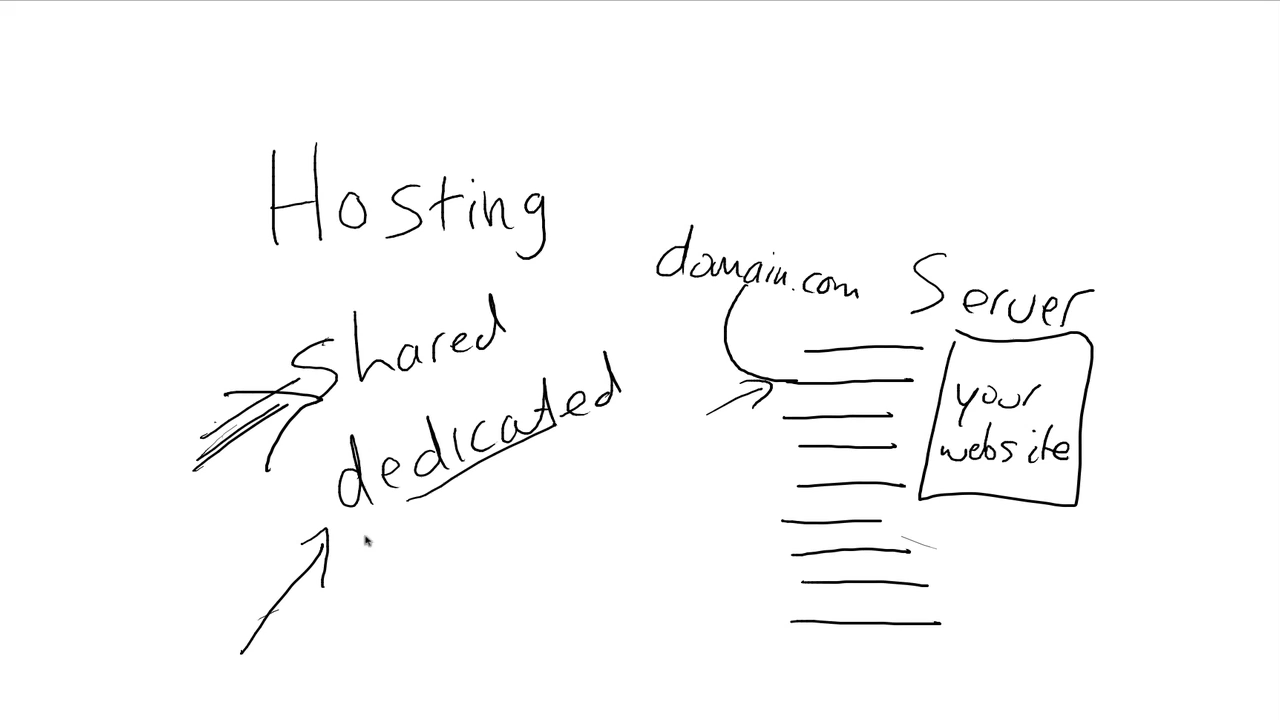 Hosting
shared
dedicated
domain.com
Server
your
website